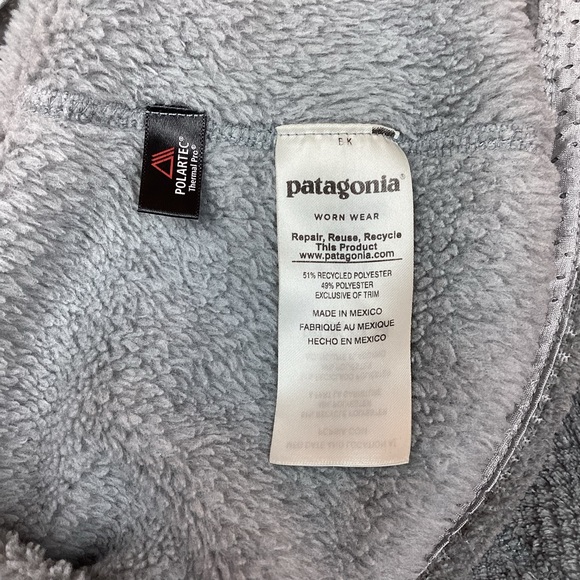 POLARTEC®
Thermal Pro®
EK
patagonia®
WORN WEAR
Repair, Reuse, Recycle
This Product
www.patagonia.com
51% RECYCLED POLYESTER
49% POLYESTER
EXCLUSIVE OF TRIM
MADE IN MEXICO
FABRIQUÉ AU MEXIQUE
HECHO EN MEXICO